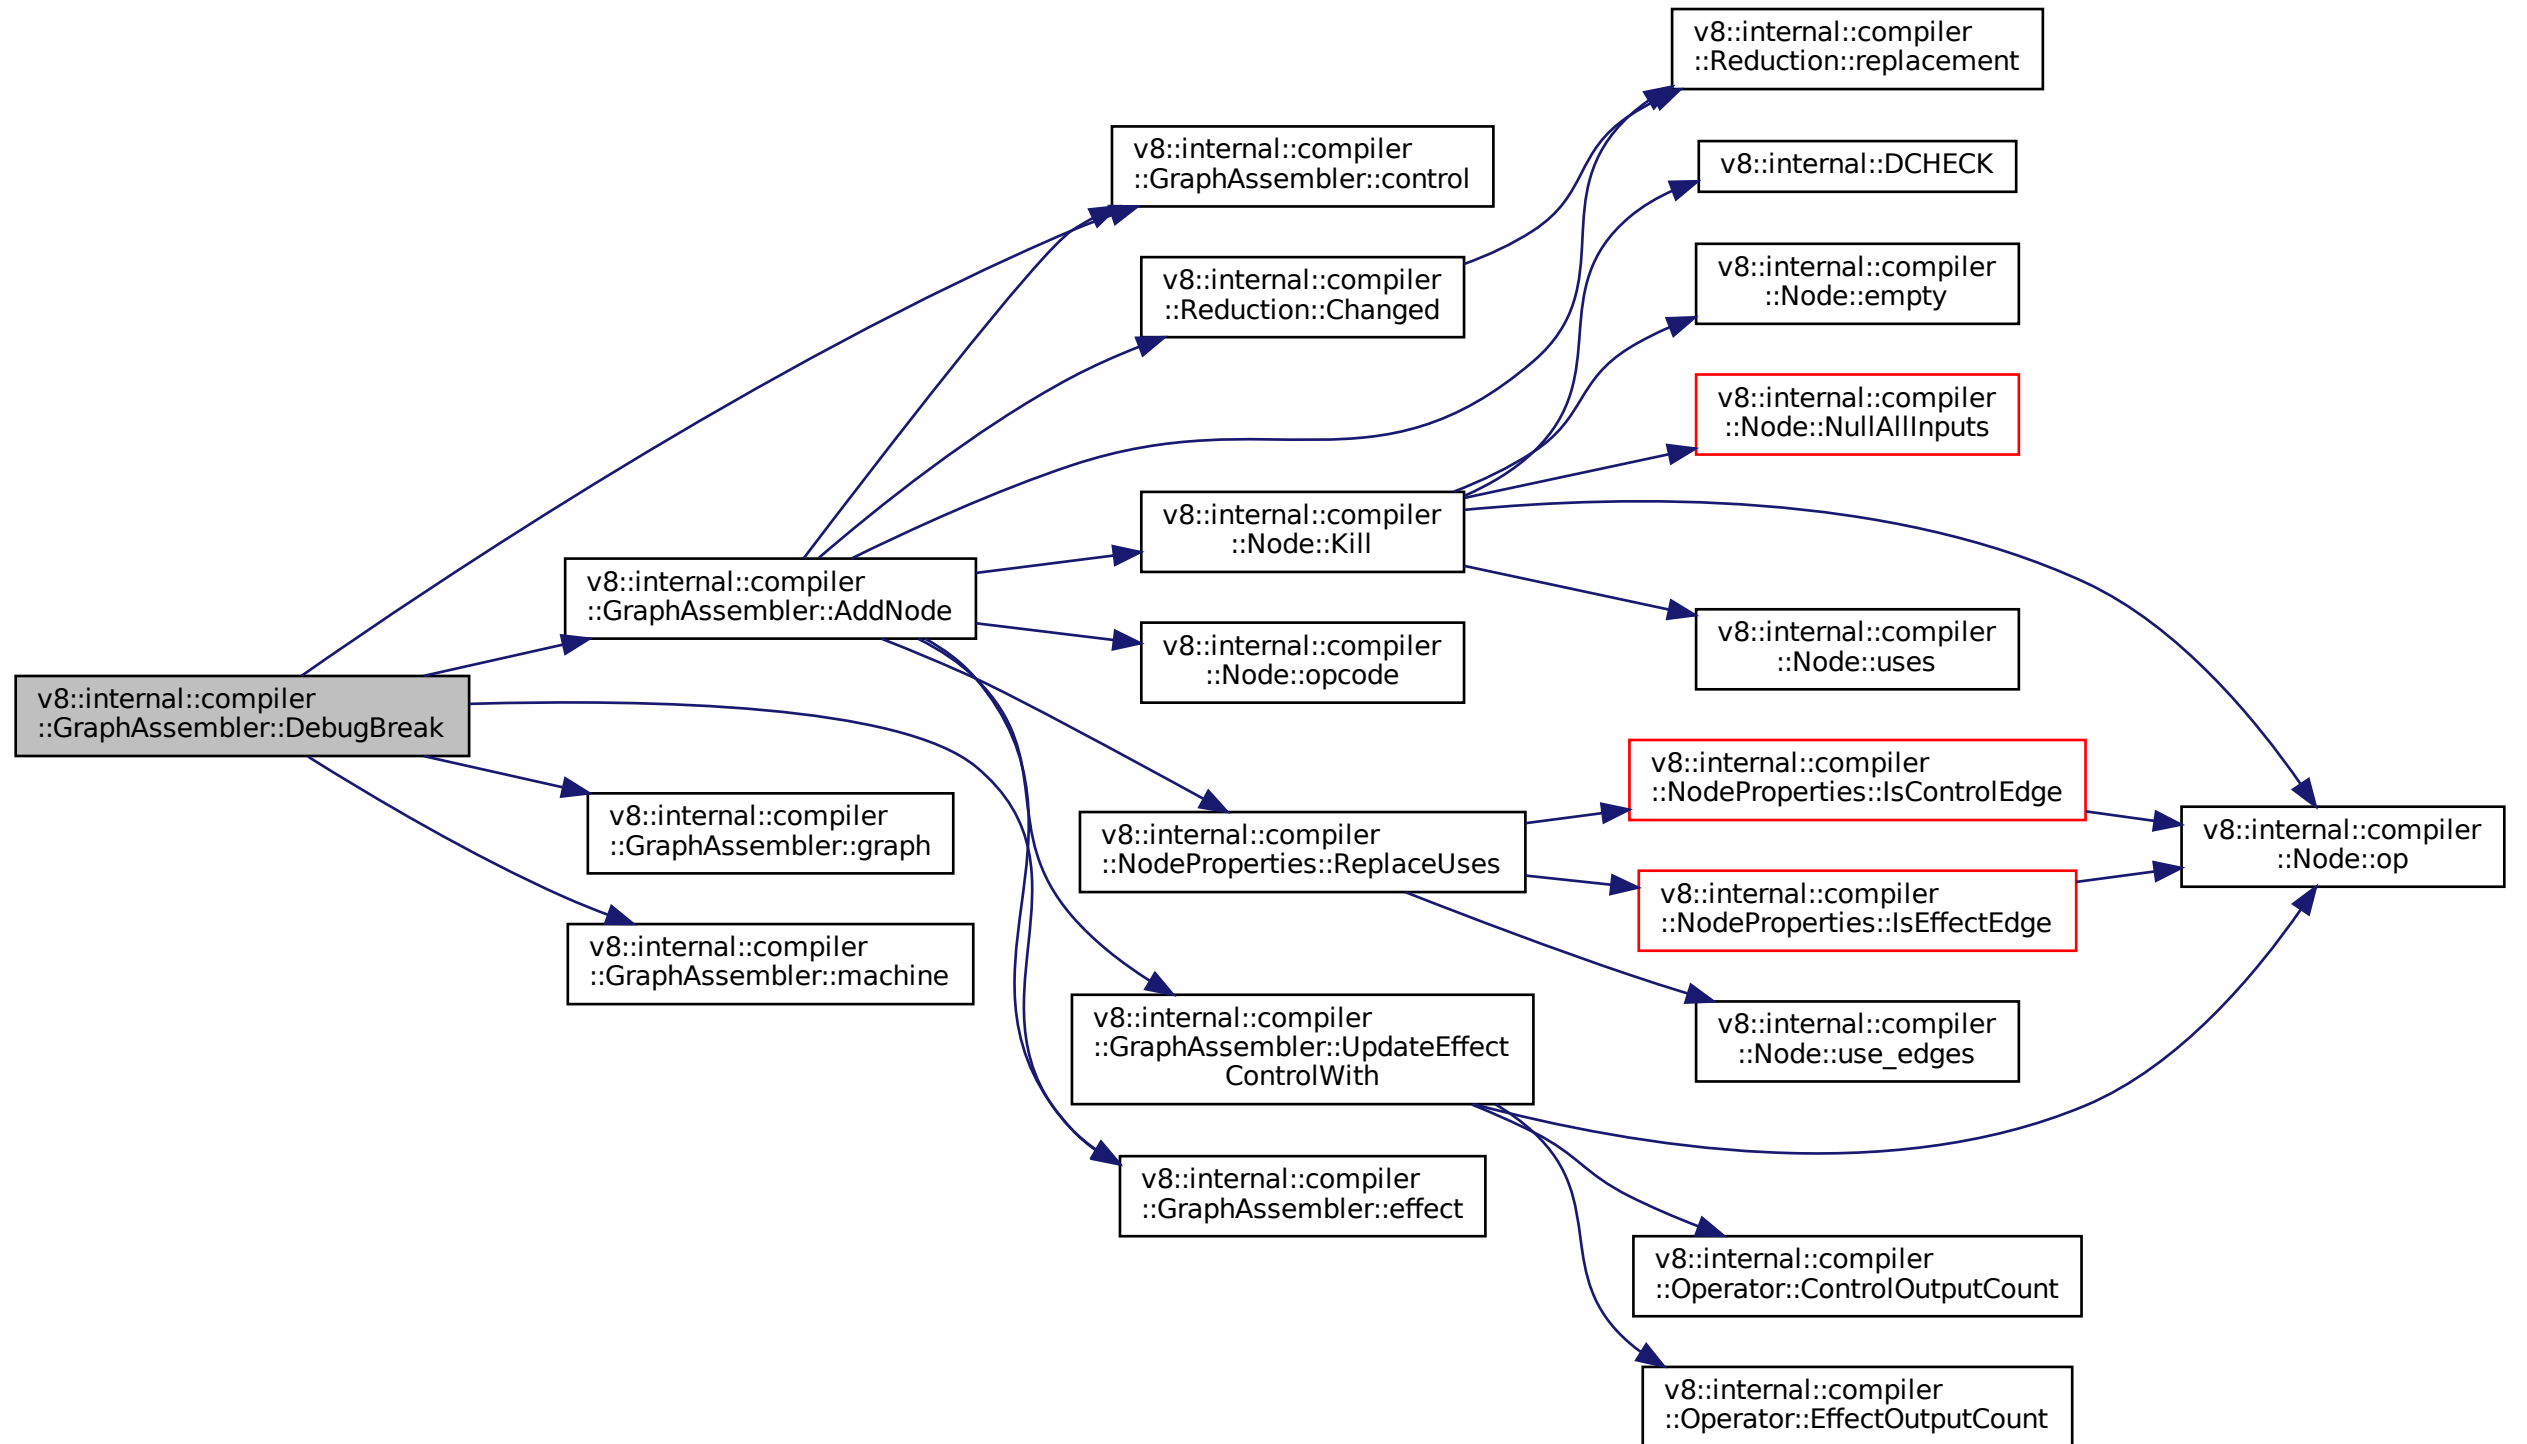 v8::internal::compiler
::Reduction::replacement
v8::internal::compiler
::GraphAssembler::control
v8::internal::DCHECK
v8::internal::compiler
::Reduction::Changed
v8::internal::compiler
::Node::empty
v8::internal::compiler
::Node::NullAllInputs
v8::internal::compiler
::Node::Kill
v8::internal::compiler
::GraphAssembler::AddNode
v8::internal::compiler
::Node::opcode
v8::internal::compiler
::Node::uses
v8::internal::compiler
::GraphAssembler::DebugBreak
v8::internal::compiler
::NodeProperties::IsControlEdge
v8::internal::compiler
::GraphAssembler::graph
v8::internal::compiler
::NodeProperties::ReplaceUses
v8::internal::compiler
::Node::op
v8::internal::compiler
::NodeProperties::IsEffectEdge
v8::internal::compiler
::GraphAssembler::machine
v8::internal::compiler
::GraphAssembler::UpdateEffect
ControlWith
v8::internal::compiler
::Node::use_edges
v8::internal::compiler
::GraphAssembler::effect
v8::internal::compiler
::Operator::ControlOutputCount
v8::internal::compiler
::Operator::EffectOutputCount